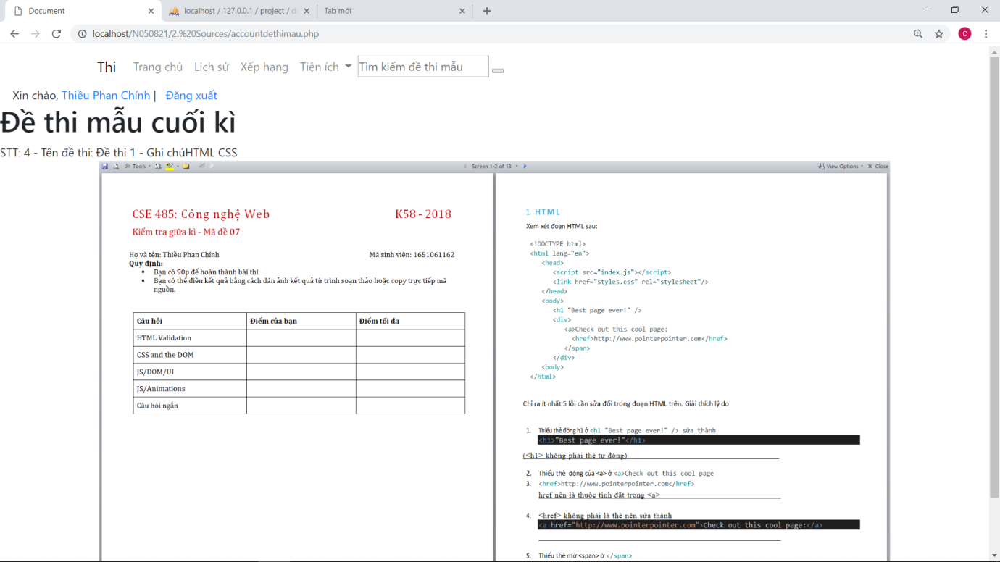 Document
localhost / 127.0.0.1 / project / d
Tab mới
localhost/N050821/2.%20Sources/accountdethimau.php
C
Thi Trang chủ Lịch sử Xếp hạng Tiện ích Tìm kiếm đề thi mẫu
Xin chào, Thiều Phan Chính | Đăng xuất
Đề thi mẫu cuối kì
STT: 4 - Tên đề thi: Đề thi 1 - Ghi chúHTML CSS
Tools Screen 1-2 of 13 View Options Close
CSE 485: Công nghệ Web K58 - 2018
Kiểm tra giữa kì - Mã đề 07
Họ và tên: Thiều Phan Chính Mã sinh viên: 1651061162
Quy định:
▪ Bạn có 90p để hoàn thành bài thi.
▪ Bạn có thể điền kết quả bằng cách dán ảnh kết quả từ trình soạn thảo hoặc copy trực tiếp mã
nguồn.
Câu hỏi Điểm của bạn Điểm tối đa
HTML Validation
CSS and the DOM
JS/DOM/UI
JS/Animations
Câu hỏi ngắn
1. HTML
Xem xét đoạn HTML sau:
<!DOCTYPE html>
<html lang="en">
<head>
<script src="index.js"></script>
<link href="styles.css" rel="stylesheet"/>
</head>
<body>
<h1 "Best page ever!" />
<div>
<a>Check out this cool page:
<href>http://www.pointerpointer.com</href>
</span>
</div>
<body>
</html>
Chỉ ra ít nhất 5 lỗi cần sửa đổi trong đoạn HTML trên. Giải thích lý do
1. Thiếu thẻ đóng h1 ở <h1 "Best page ever!" /> sửa thành
<h1>"Best page ever!"</h1>
(<h1> không phải thẻ tự đóng)
2. Thiếu thẻ đóng của <a> ở <a>Check out this cool page
3. <href>http://www.pointerpointer.com</href>
href nên là thuộc tính đặt trong <a>
4. <href> không phải là thẻ nên sửa thành
<a href="http://www.pointerpointer.com">Check out this cool page:</a>
5. Thiếu thẻ mở <span> ở </span>